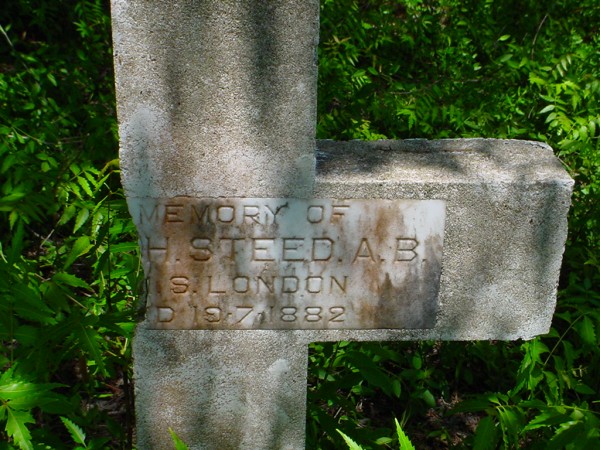 MEMORY OF
H. STEED. A. B.
S. LONDON
D 19-7-1882